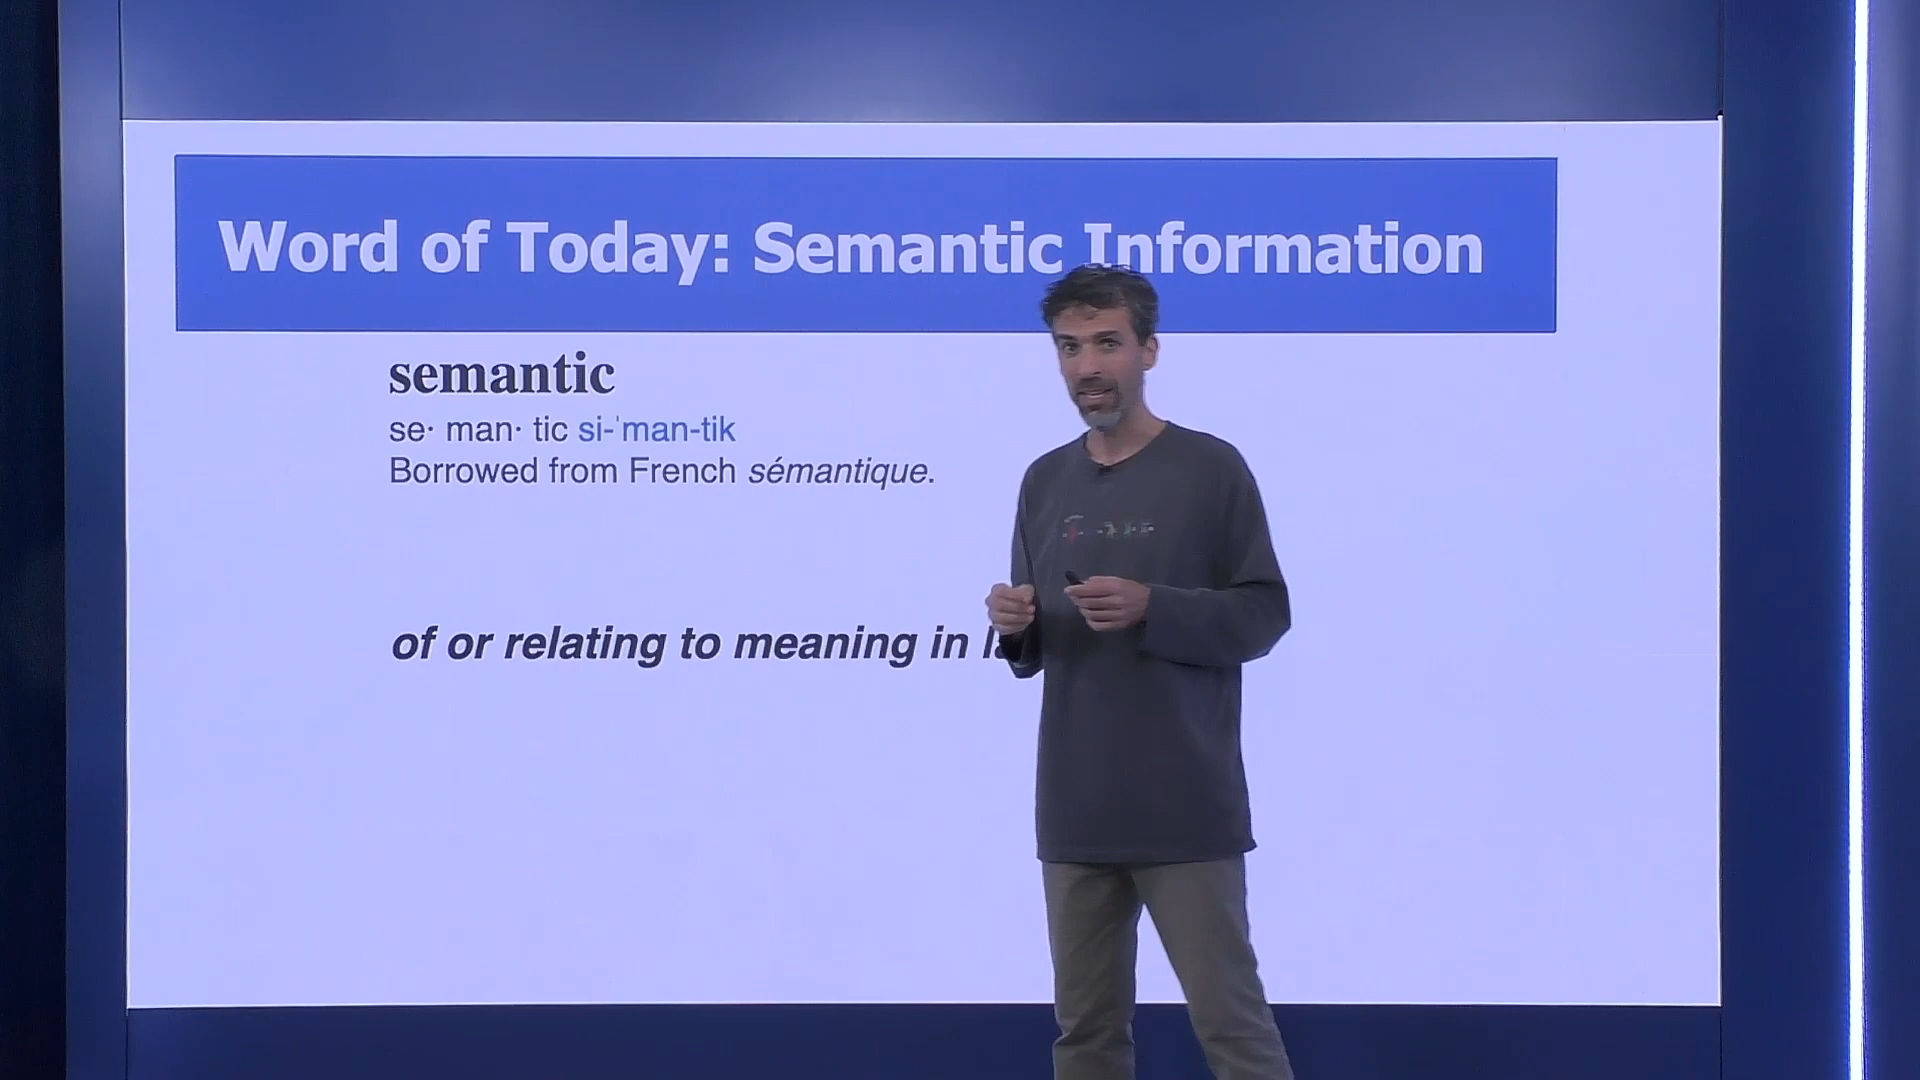 Word of Today: Semantic Information
semantic
se· man· tic si-ˈman-tik
Borrowed from French sémantique.
of or relating to meaning in